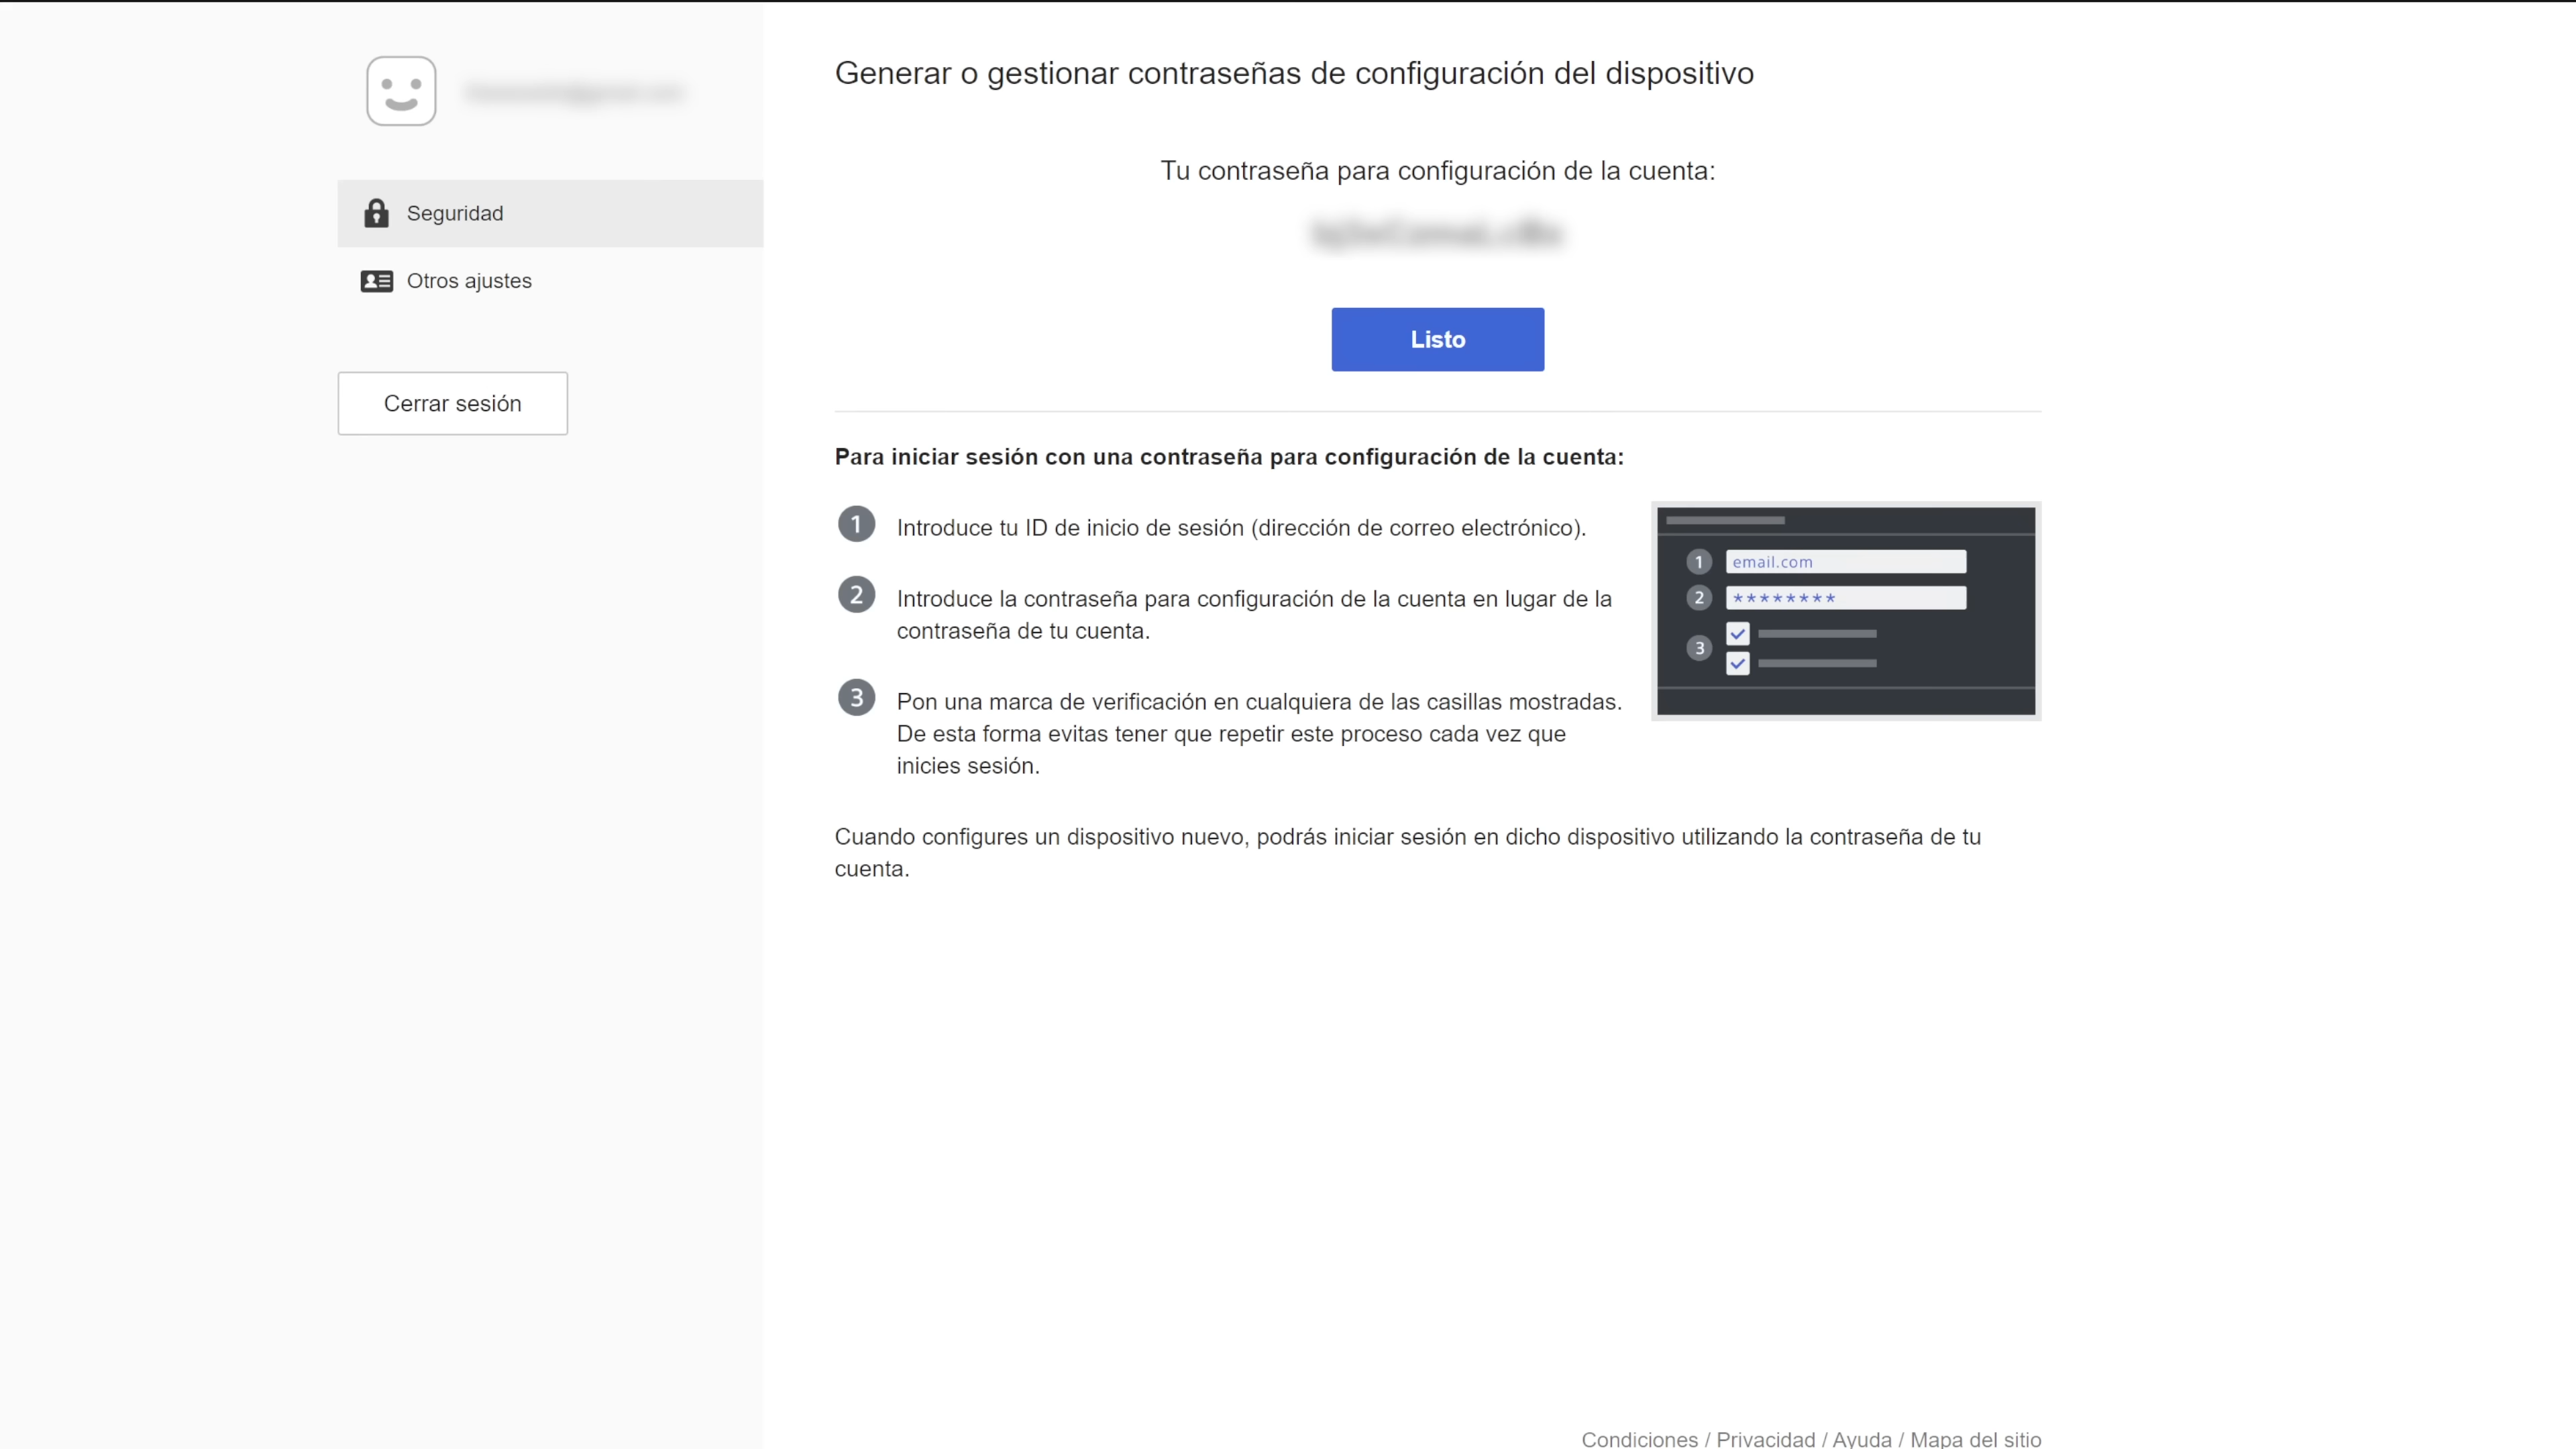 Seguridad
Otros ajustes
Cerrar sesión
Generar o gestionar contraseñas de configuración del dispositivo
Tu contraseña para configuración de la cuenta:
Listo
Para iniciar sesión con una contraseña para configuración de la cuenta:
1 Introduce tu ID de inicio de sesión (dirección de correo electrónico).
2 Introduce la contraseña para configuración de la cuenta en lugar de la
contraseña de tu cuenta.
3 Pon una marca de verificación en cualquiera de las casillas mostradas.
De esta forma evitas tener que repetir este proceso cada vez que
inicies sesión.
1 email.com
2 ********
3
Cuando configures un dispositivo nuevo, podrás iniciar sesión en dicho dispositivo utilizando la contraseña de tu
cuenta.
Condiciones / Privacidad / Ayuda / Mapa del sitio